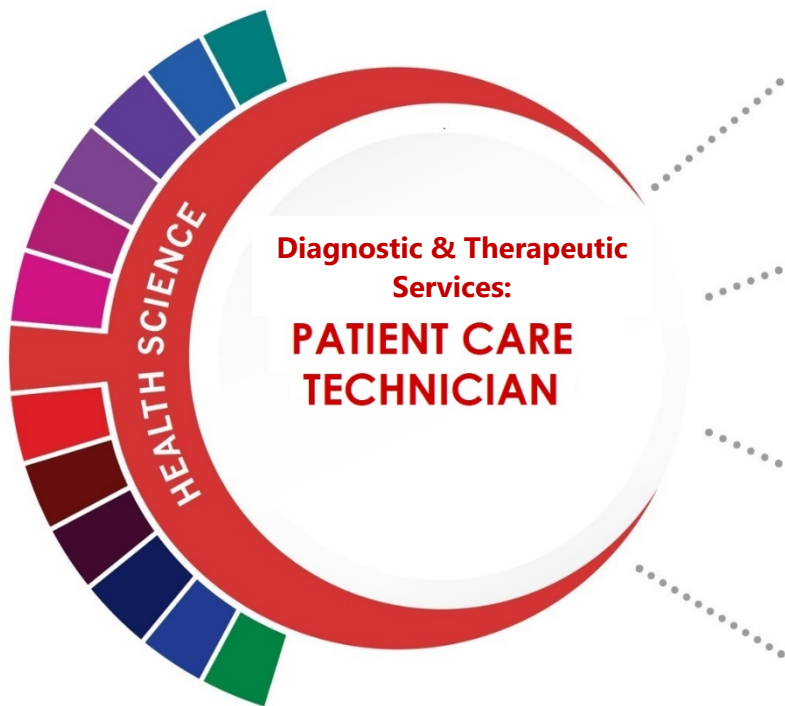 HEALTH SCIENCE
Diagnostic & Therapeutic
Services:
PATIENT CARE
TECHNICIAN